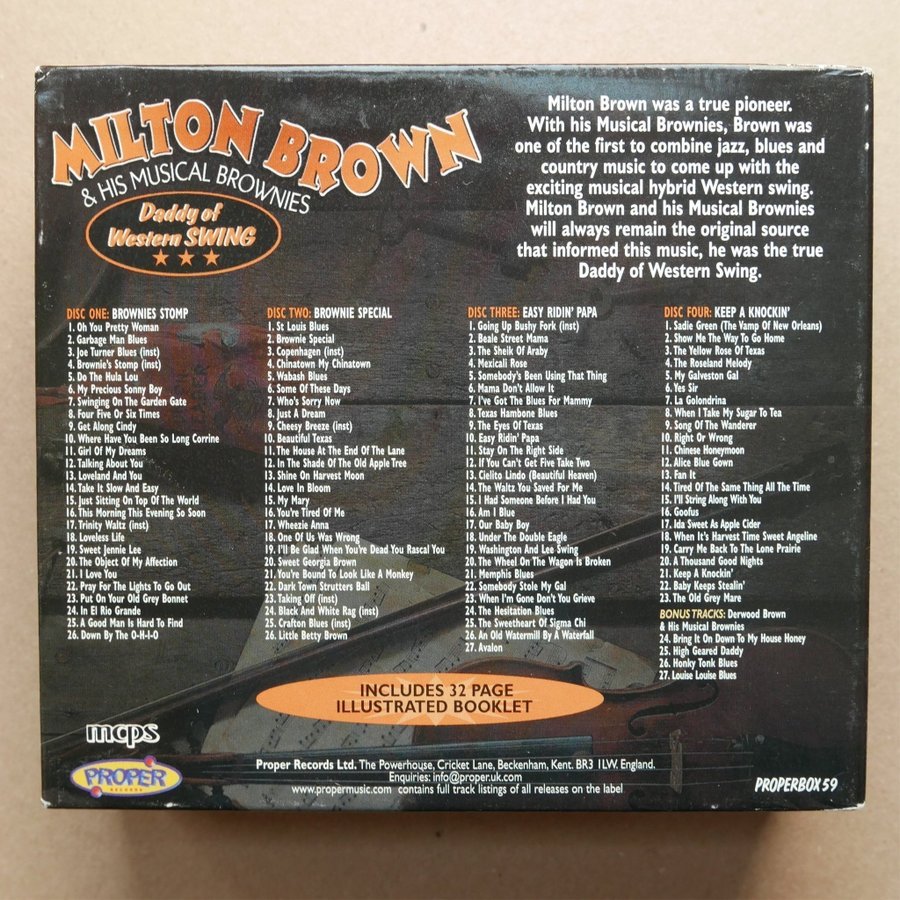 MILTON BROWN
& HIS MUSICAL BROWNIES
Daddy of
Western SWING
Milton Brown was a true pioneer.
With his Musical Brownies, Brown was
one of the first to combine jazz, blues and
country music to come up with the
exciting musical hybrid Western swing.
Milton Brown and his Musical Brownies
will always remain the original source
that informed this music, he was the true
Daddy of Western Swing.
DISC ONE: BROWNIES STOMP
1. Oh You Pretty Woman
2. Garbage Man Blues
3. Joe Turner Blues (inst)
4. Brownie's Stomp (inst)
5. Do The Hula Lou
6. My Precious Sonny Boy
7. Swinging On The Garden Gate
8. Four Five Or Six Times
9. Get Along Cindy
10. Where Have You Been So Long Corrine
11. Girl Of My Dreams
12. Talking About You
13. Loveland And You
14. Take It Slow And Easy
15. Just Sitting On Top Of The World
16. This Morning This Evening So Soon
17. Trinity Waltz (inst)
18. Loveless Life
19. Sweet Jennie Lee
20. The Object Of My Affection
21. I Love You
22. Pray For The Lights To Go Out
23. Put On Your Old Grey Bonnet
24. In El Rio Grande
25. A Good Man Is Hard To Find
26. Down By The O-H-I-O
DISC TWO: BROWNIE SPECIAL
1. St Louis Blues
2. Brownie Special
3. Copenhagen (inst)
4. Chinatown My Chinatown
5. Wabash Blues
6. Some Of These Days
7. Who's Sorry Now
8. Just A Dream
9. Cheesy Breeze (inst)
10. Beautiful Texas
11. The House At The End Of The Lane
12. In The Shade Of The Old Apple Tree
13. Shine On Harvest Moon
14. Love In Bloom
15. My Mary
16. You're Tired Of Me
17. Wheezie Anna
18. One Of Us Was Wrong
19. I'll Be Glad When You're Dead You Rascal You
20. Sweet Georgia Brown
21. You're Bound To Look Like A Monkey
22. Dark Town Strutters Ball
23. Taking Off (inst)
24. Black And White Rag (inst)
25. Crafton Blues (inst)
26. Little Betty Brown
DISC THREE: EASY RIDIN' PAPA
1. Going Up Bushy Fork (inst)
2. Beale Street Mama
3. The Sheik Of Araby
4. Mexicali Rose
5. Somebody's Been Using That Thing
6. Mama Don't Allow It
7. I've Got The Blues For Mammy
8. Texas Hambone Blues
9. The Eyes Of Texas
10. Easy Ridin' Papa
11. Stay On The Right Side
12. If You Can't Get Five Take Two
13. Cielito Lindo (Beautiful Heaven)
14. The Waltz You Saved For Me
15. I Had Someone Before I Had You
16. Am I Blue
17. Our Baby Boy
18. Under The Double Eagle
19. Washington And Lee Swing
20. The Wheel On The Wagon Is Broken
21. Memphis Blues
22. Somebody Stole My Gal
23. When I'm Gone Don't You Grieve
24. The Hesitation Blues
25. The Sweetheart Of Sigma Chi
26. An Old Watermill By A Waterfall
27. Avalon
DISC FOUR: KEEP A KNOCKIN'
1. Sadie Green (The Vamp Of New Orleans)
2. Show Me The Way To Go Home
3. The Yellow Rose Of Texas
4. The Roseland Melody
5. My Galveston Gal
6. Yes Sir
7. La Golondrina
8. When I Take My Sugar To Tea
9. Song Of The Wanderer
10. Right Or Wrong
11. Chinese Honeymoon
12. Alice Blue Gown
13. Fan It
14. Tired Of The Same Thing All The Time
15. I'll String Along With You
16. Goofus
17. Ida Sweet As Apple Cider
18. When It's Harvest Time Sweet Angeline
19. Carry Me Back To The Lone Prairie
20. A Thousand Good Nights
21. Keep A Knockin'
22. Baby Keeps Stealin'
23. The Old Grey Mare
BONUS TRACKS: Derwood Brown
& His Musical Brownies
24. Bring It On Down To My House Honey
25. High Geared Daddy
26. Honky Tonk Blues
27. Louise Louise Blues
INCLUDES 32 PAGE
ILLUSTRATED BOOKLET
mcps
PROPER
RECORDS
Proper Records Ltd. The Powerhouse, Cricket Lane, Beckenham, Kent. BR3 1LW. England.
Enquiries: info@proper.uk.com
www.propermusic.com contains full track listings of all releases on the label
PROPERBOX 59